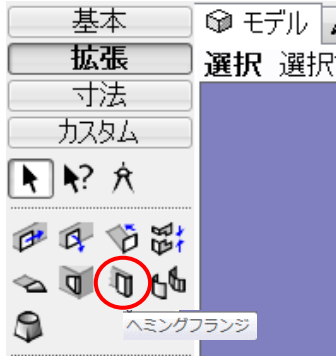 基本
モデル
拡張
選択 選択
寸法
カスタム
ヘミングフランジ